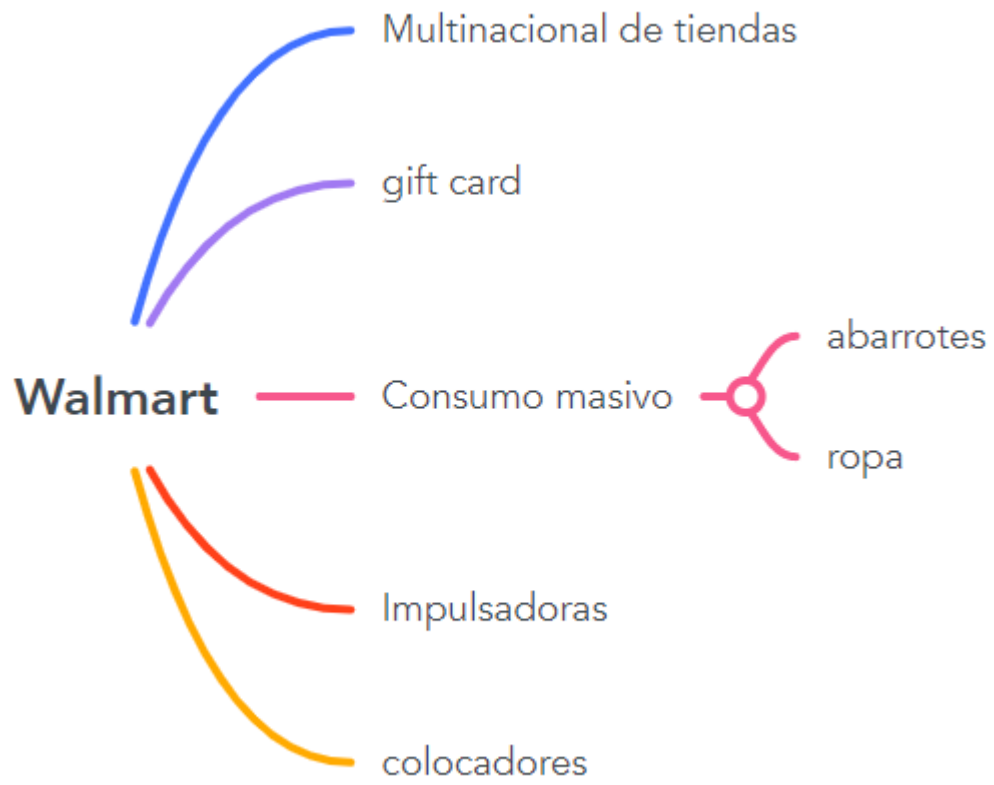 Multinacional de tiendas
gift card
Walmart
Consumo masivo
abarrotes
ropa
Impulsadoras
colocadores